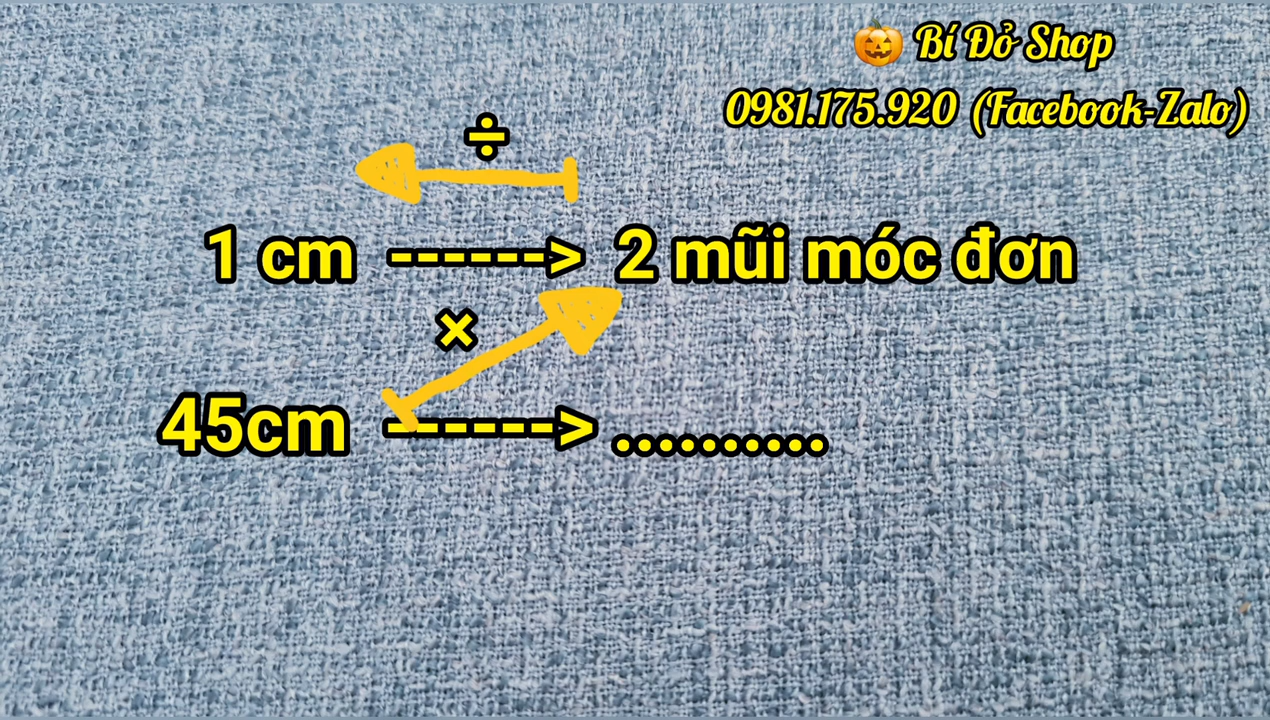 🎃 Bí Đỏ Shop
0981.175.920 (Facebook-Zalo)
÷
1 cm ------> 2 mũi móc đơn
×
45cm ------> ..........